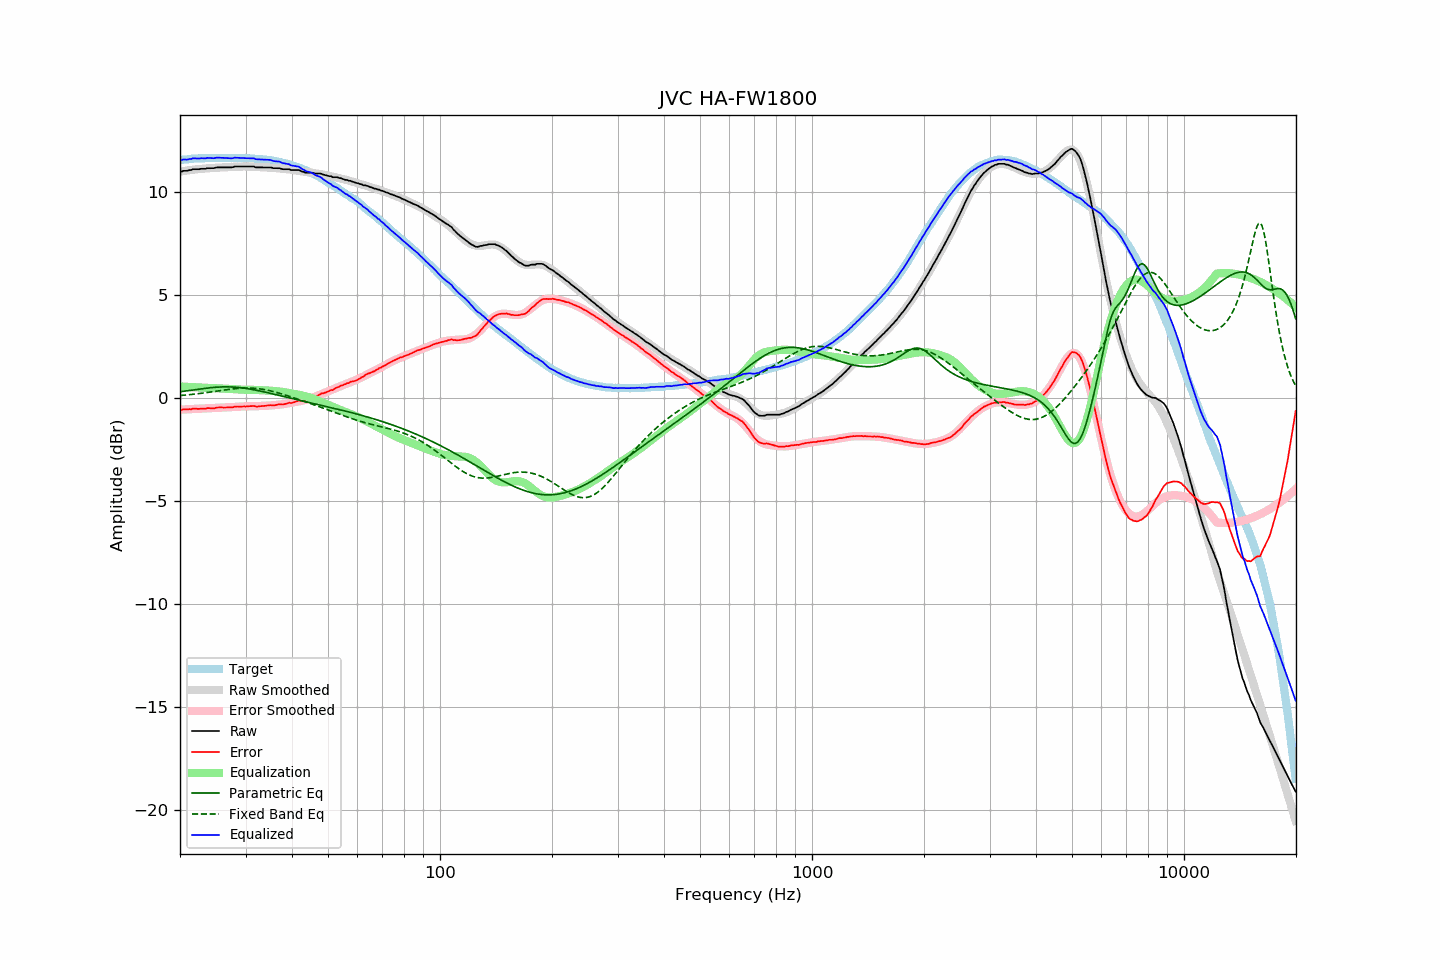 JVC HA-FW1800
Amplitude (dBr)
10
5
0
−5
−10
−15
−20
Target
Raw Smoothed
Error Smoothed
Raw
Error
Equalization
Parametric Eq
Fixed Band Eq
Equalized
100
1000
10000
Frequency (Hz)